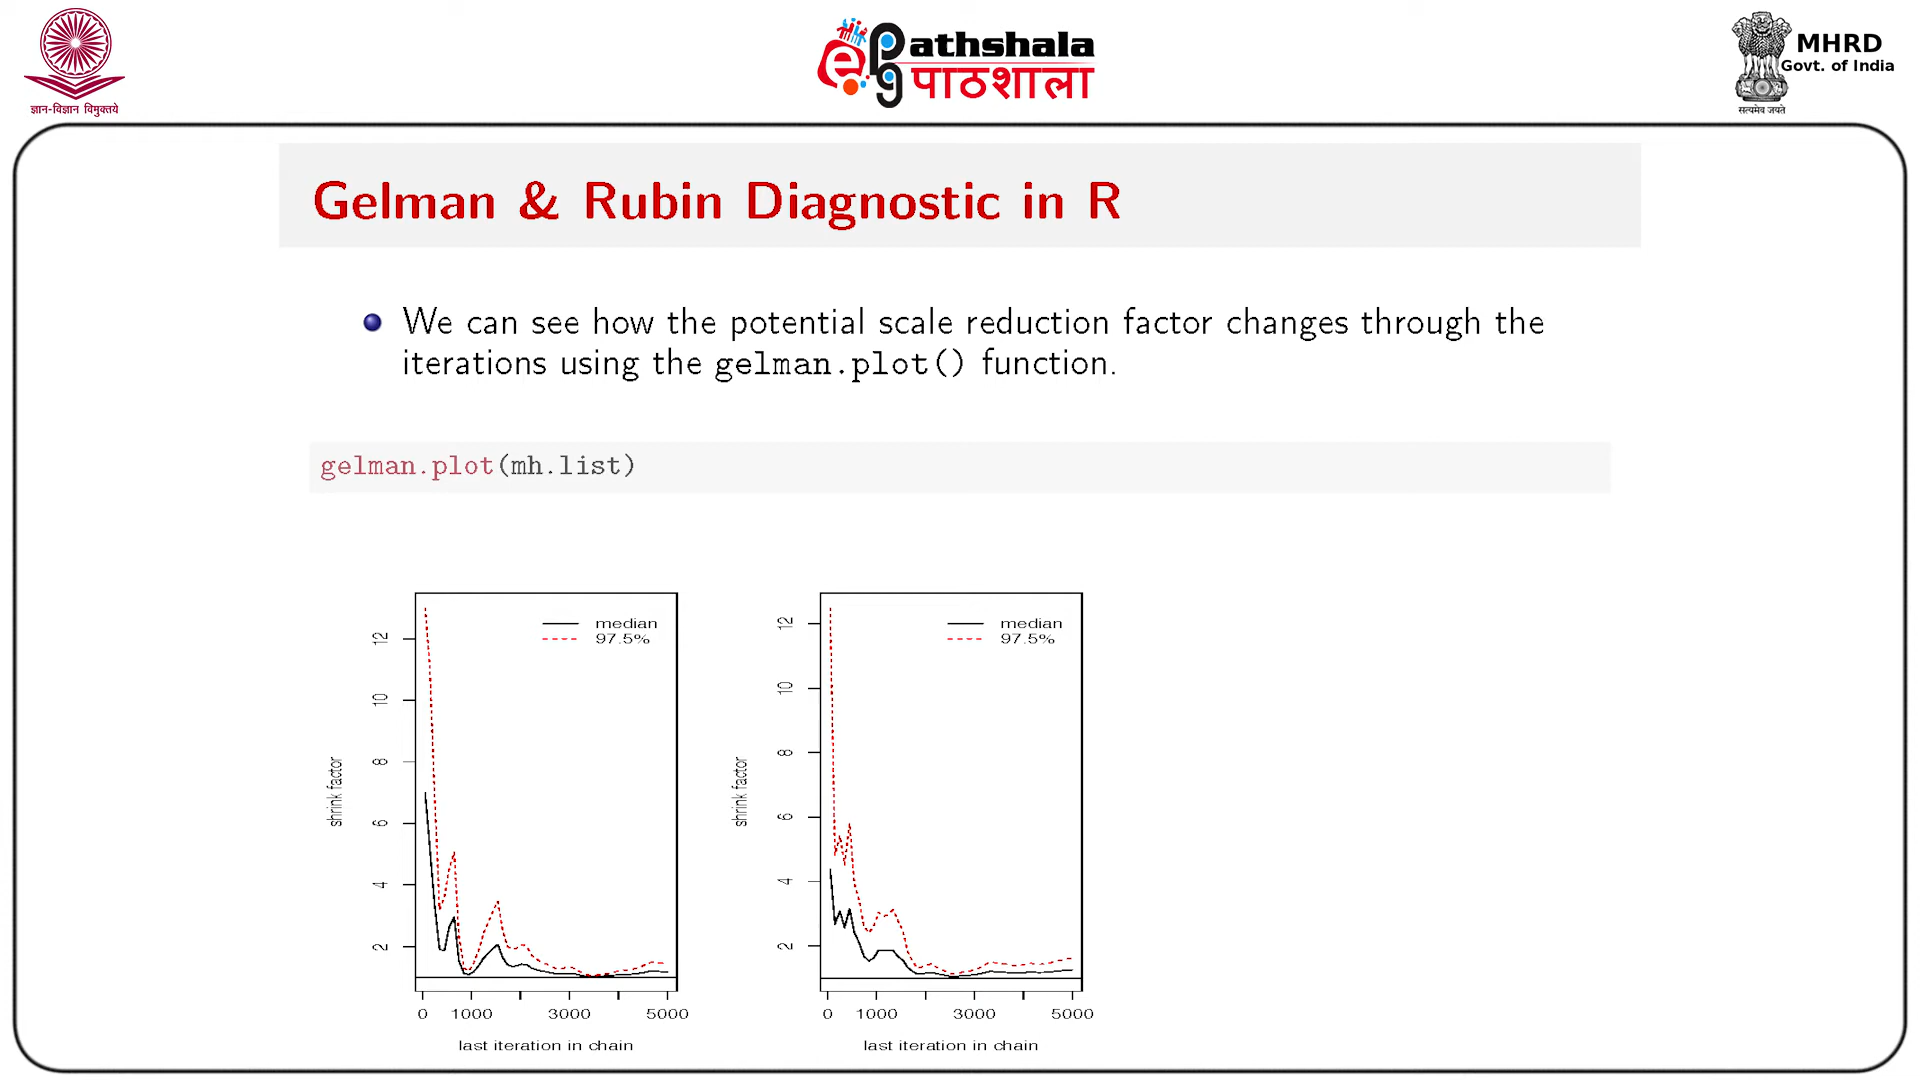 ज्ञान-विज्ञान विमुक्तये
ePathshala
पाठशाला
MHRD
Govt. of India
सत्यमेव जयते
Gelman & Rubin Diagnostic in R
We can see how the potential scale reduction factor changes through the
iterations using the gelman.plot() function.
gelman.plot(mh.list)
median
97.5%
12
10
8
6
4
2
shrink factor
0 1000 3000 5000
last iteration in chain
median
97.5%
12
10
8
6
4
2
shrink factor
0 1000 3000 5000
last iteration in chain